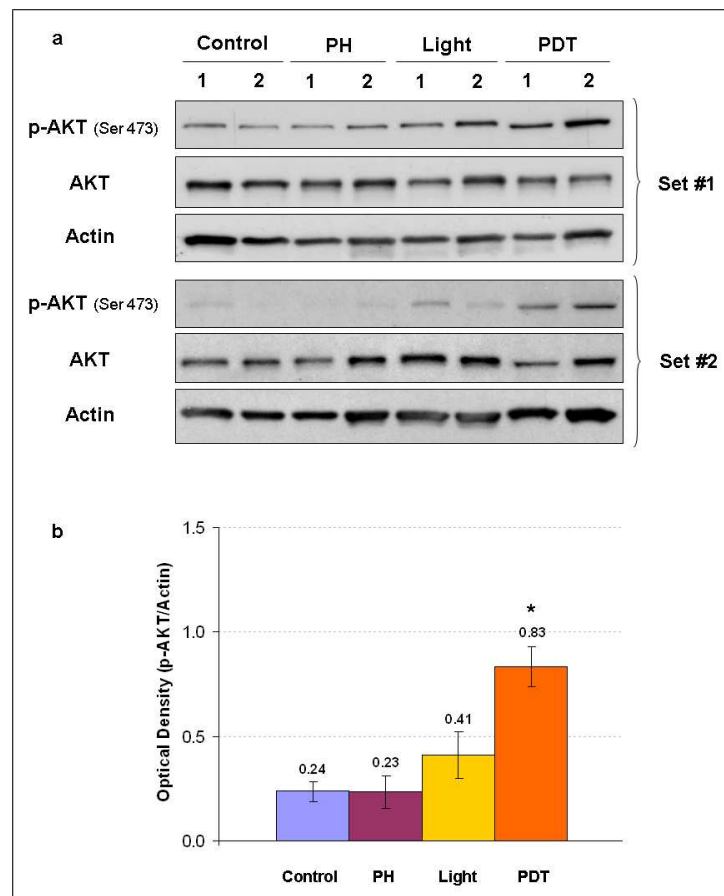 a
Control PH Light PDT
1 2 1 2 1 2 1 2
p-AKT (Ser 473)
AKT
Actin
Set #1
p-AKT (Ser 473)
AKT
Actin
Set #2
b
Optical Density (p-AKT/Actin)
1.5
1.0
0.5
0.0
0.24
0.23
0.41
*
0.83
Control PH Light PDT